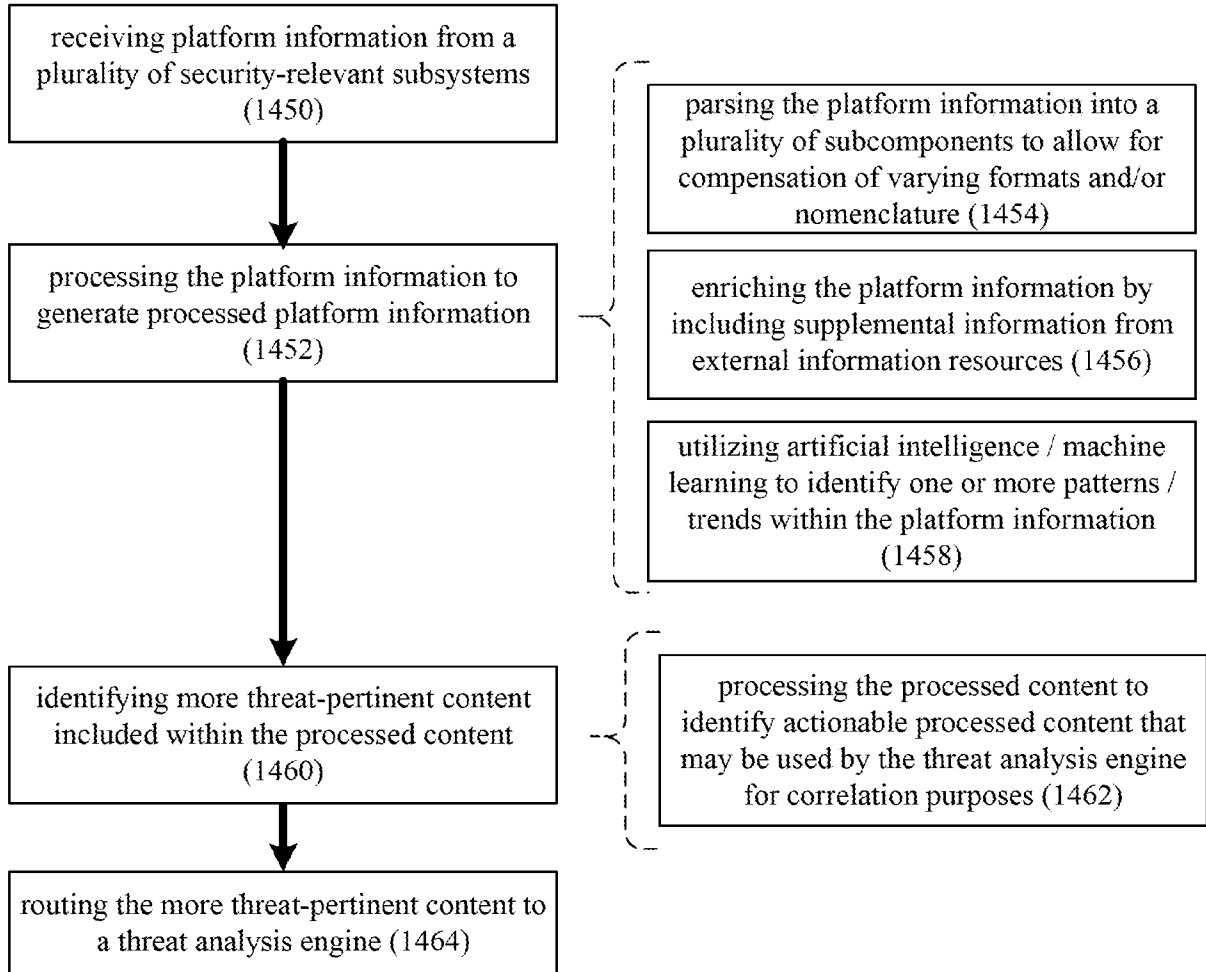 receiving platform information from a
plurality of security-relevant subsystems
(1450)
processing the platform information to
generate processed platform information
(1452)
parsing the platform information into a
plurality of subcomponents to allow for
compensation of varying formats and/or
nomenclature (1454)
enriching the platform information by
including supplemental information from
external information resources (1456)
utilizing artificial intelligence / machine
learning to identify one or more patterns /
trends within the platform information
(1458)
identifying more threat-pertinent content
included within the processed content
(1460)
processing the processed content to
identify actionable processed content that
may be used by the threat analysis engine
for correlation purposes (1462)
routing the more threat-pertinent content to
a threat analysis engine (1464)